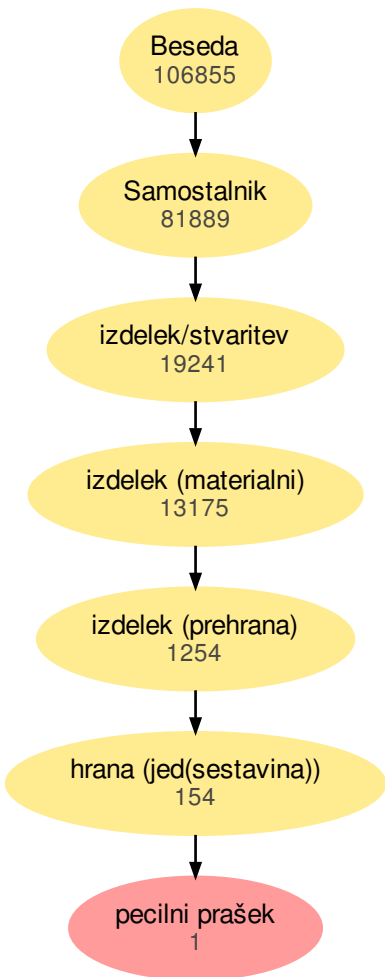 Beseda
106855
Samostalnik
81889
izdelek/stvaritev
19241
izdelek (materialni)
13175
izdelek (prehrana)
1254
hrana (jed(sestavina))
154
pecilni prašek
1